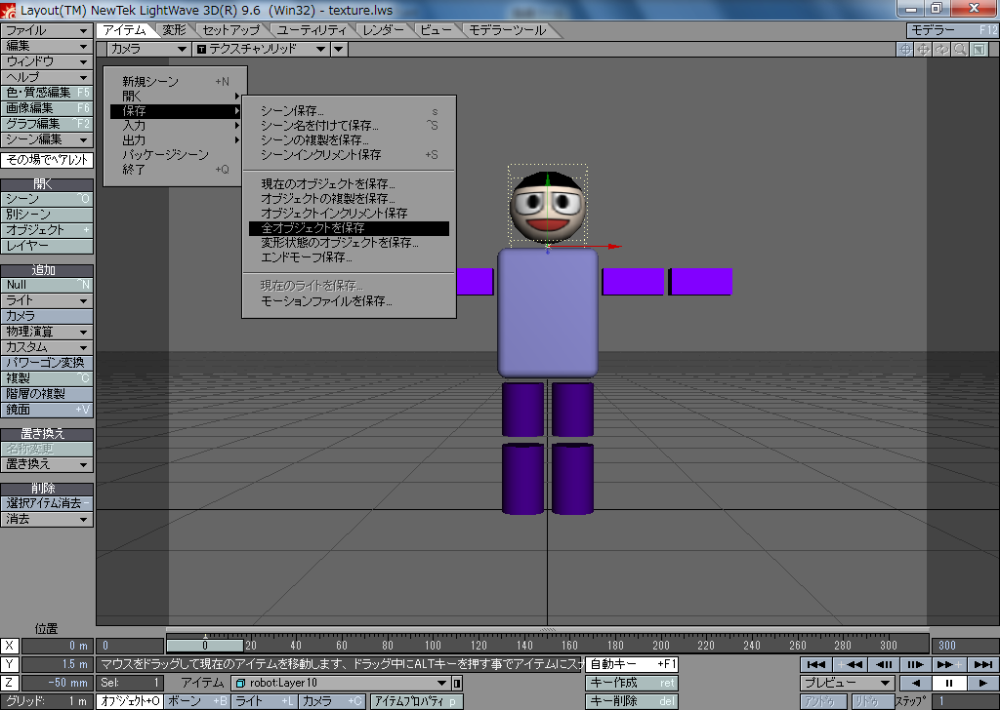 Layout(TM) NewTek LightWave 3D(R) 9.6 (Win32) - texture.lws
ファイル
アイテム 変形 セットアップ ユーティリティ レンダー ビュー モデラーツール
モデラー F12
編集
カメラ テクスチャソリッド
ウィンドウ
ヘルプ
色・質感編集 F5
画像編集 F6
グラフ編集 ^F2
シーン編集
その場でペアレント
開く
シーン ^O
別シーン
オブジェクト +
レイヤー
追加
Null ^N
ライト
カメラ
物理演算
カスタム
パワーゴン変換
複製 ^C
階層の複製
鏡面 +V
置き換え
名称変更
置き換え
削除
選択アイテム消去 -
消去
新規シーン +N
開く
保存
入力
出力
パッケージシーン
終了 +Q
シーン保存... s
シーン名を付けて保存... ^S
シーンの複製を保存...
シーンインクリメント保存 +S
現在のオブジェクトを保存...
オブジェクトの複製を保存...
オブジェクトインクリメント保存
全オブジェクトを保存
変形状態のオブジェクトを保存...
エンドモーフ保存...
現在のライトを保存...
モーションファイルを保存...
位置
X 0 m 0 0 20 40 60 80 100 120 140 160 180 200 220 240 260 280 300 300
Y 1.5 m マウスをドラッグして現在のアイテムを移動します、ドラッグ中にALTキーを押す事でアイテムにスナ 自動キー +F1
Z -50 mm Sel: 1 アイテム robot:Layer10 キー作成 ret プレビュー
グリッド: 1 m オブジェクト+O ボーン +B ライト +L カメラ +C アイテムプロパティ p キー削除 del アンドゥ リドゥ ステップ 1